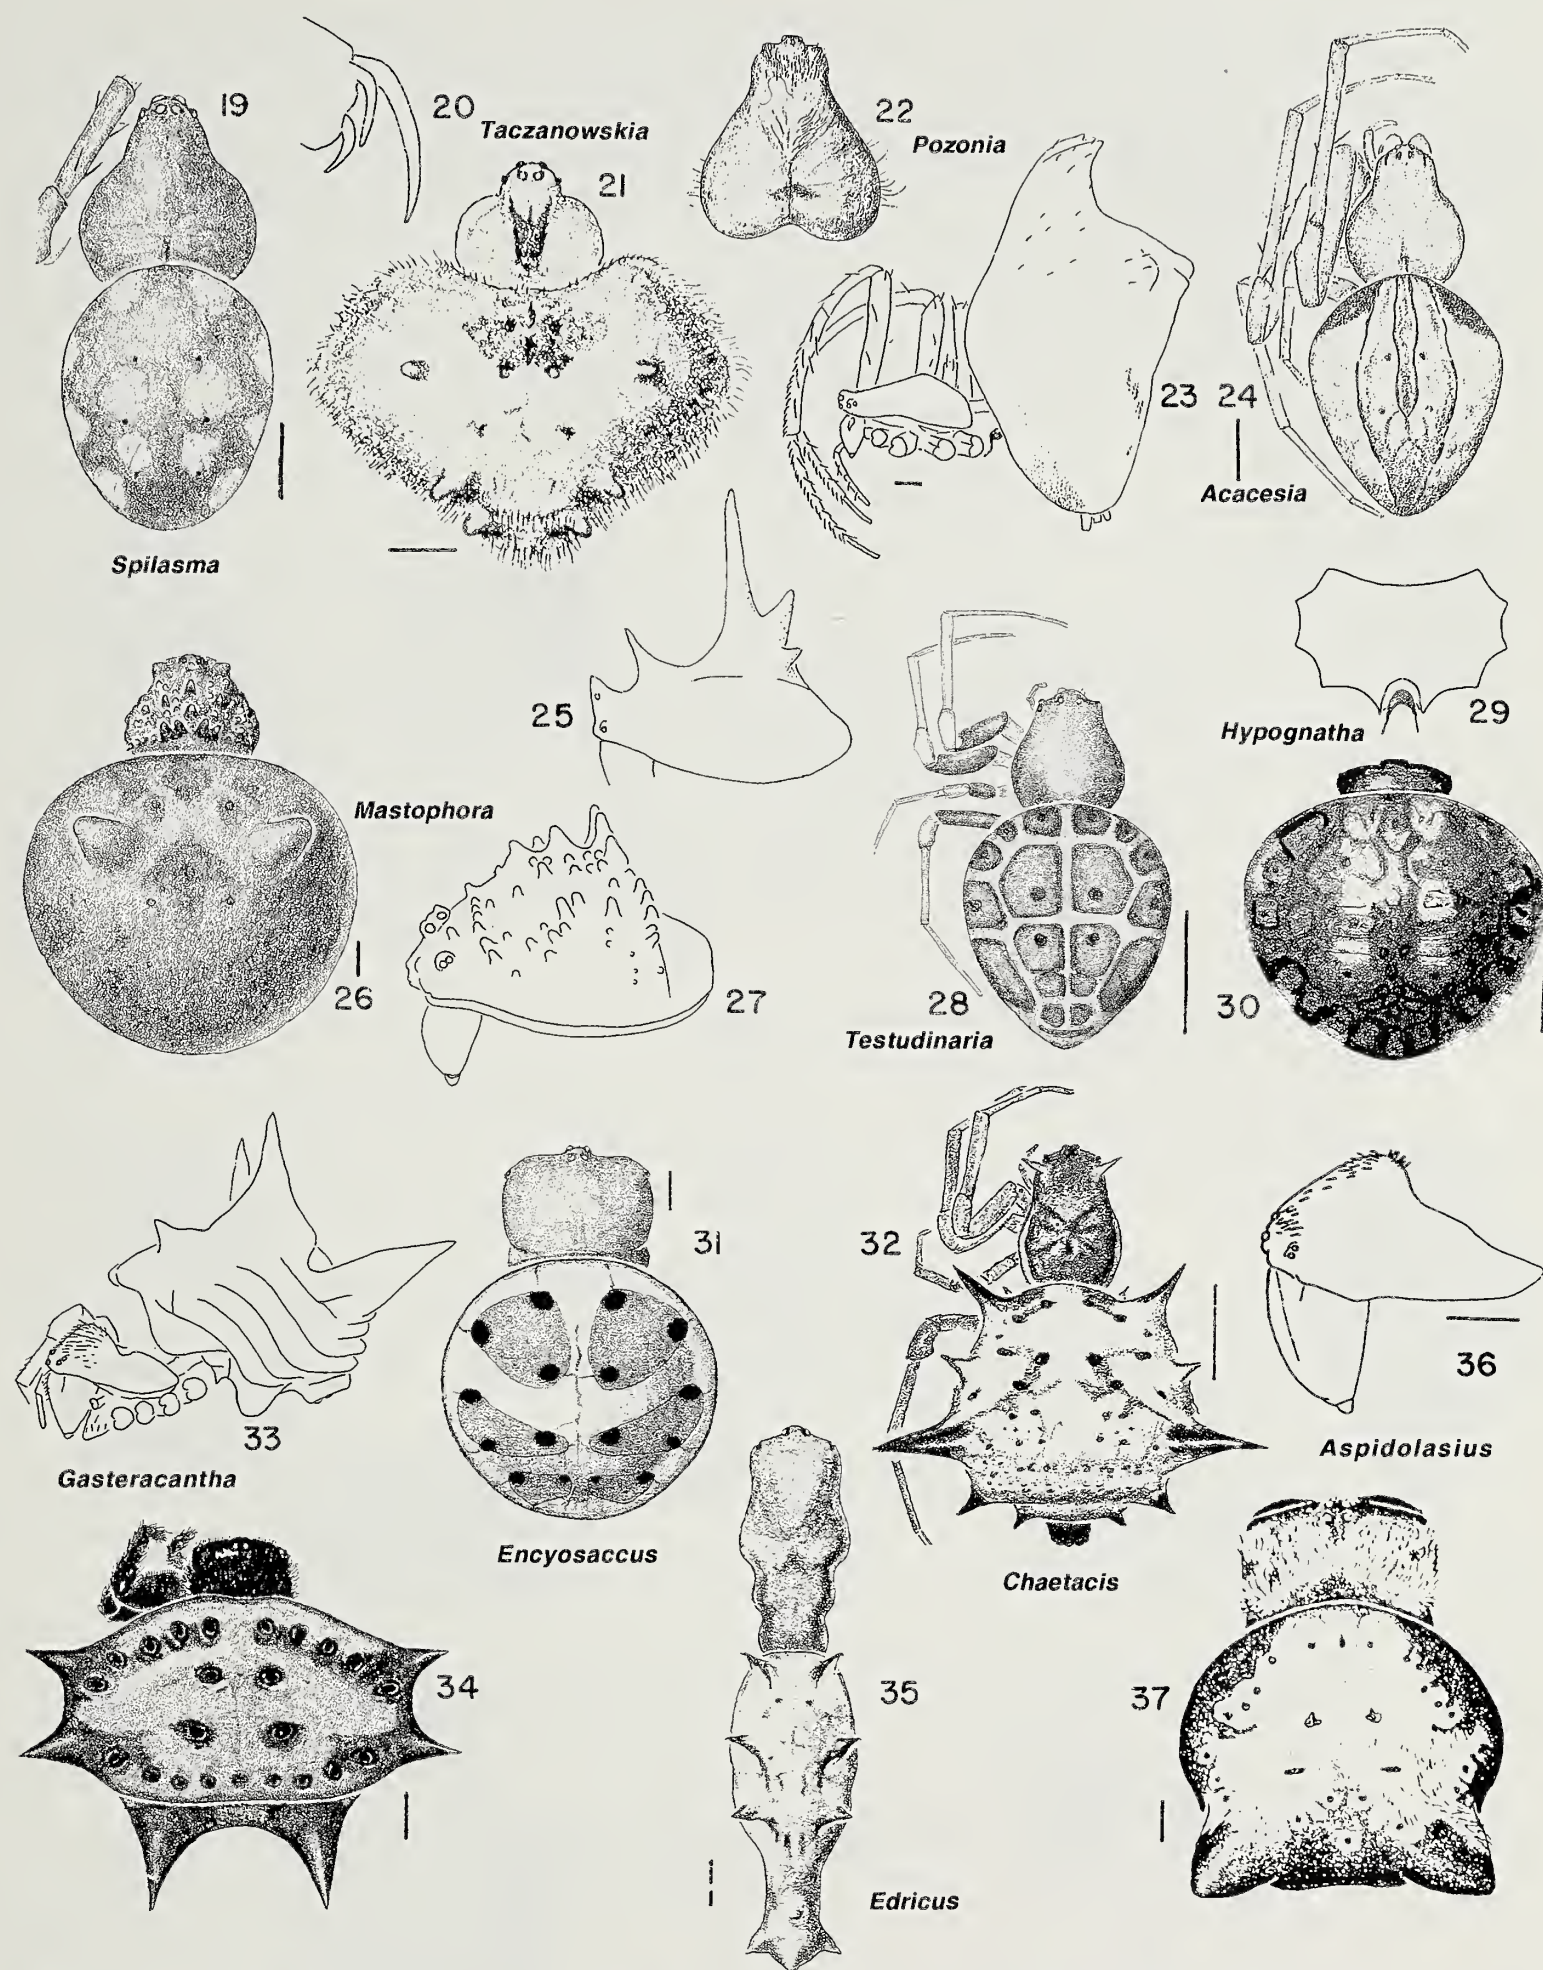 19
20
Taczanowskia
21
22
Pozonia
23
24
Acacesia
Spilasma
25
Mastophora
26
27
28
Testudinaria
29
Hypognatha
30
31
32
33
Gasteracantha
Encyosaccus
34
35
Edricus
Chaetacis
36
Aspidolasius
37